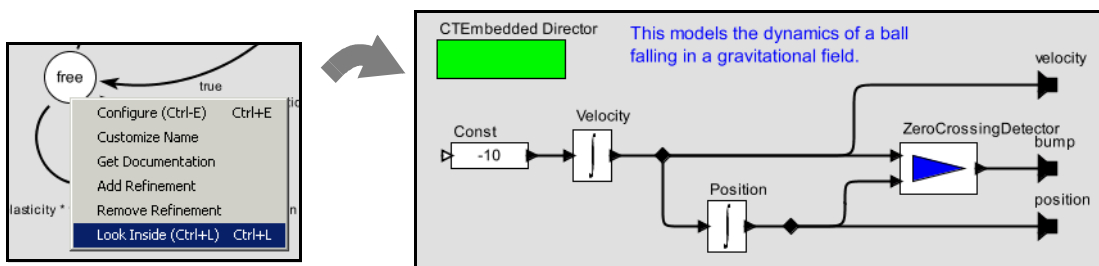 free
true
Configure (Ctrl-E) Ctrl+E
Customize Name
Get Documentation
Add Refinement
Remove Refinement
Look Inside (Ctrl+L) Ctrl+L
lasticity *
n
CTEmbedded Director
This models the dynamics of a ball
falling in a gravitational field.
velocity
Const
-10
Velocity
ZeroCrossingDetector
bump
Position
position